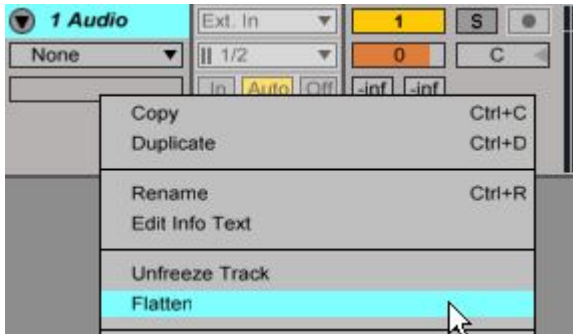 1 Audio Ext. In 1 S
None 1/2 0 C
In Auto Off -inf -inf
Copy Ctrl+C
Duplicate Ctrl+D
Rename Ctrl+R
Edit Info Text
Unfreeze Track
Flatten